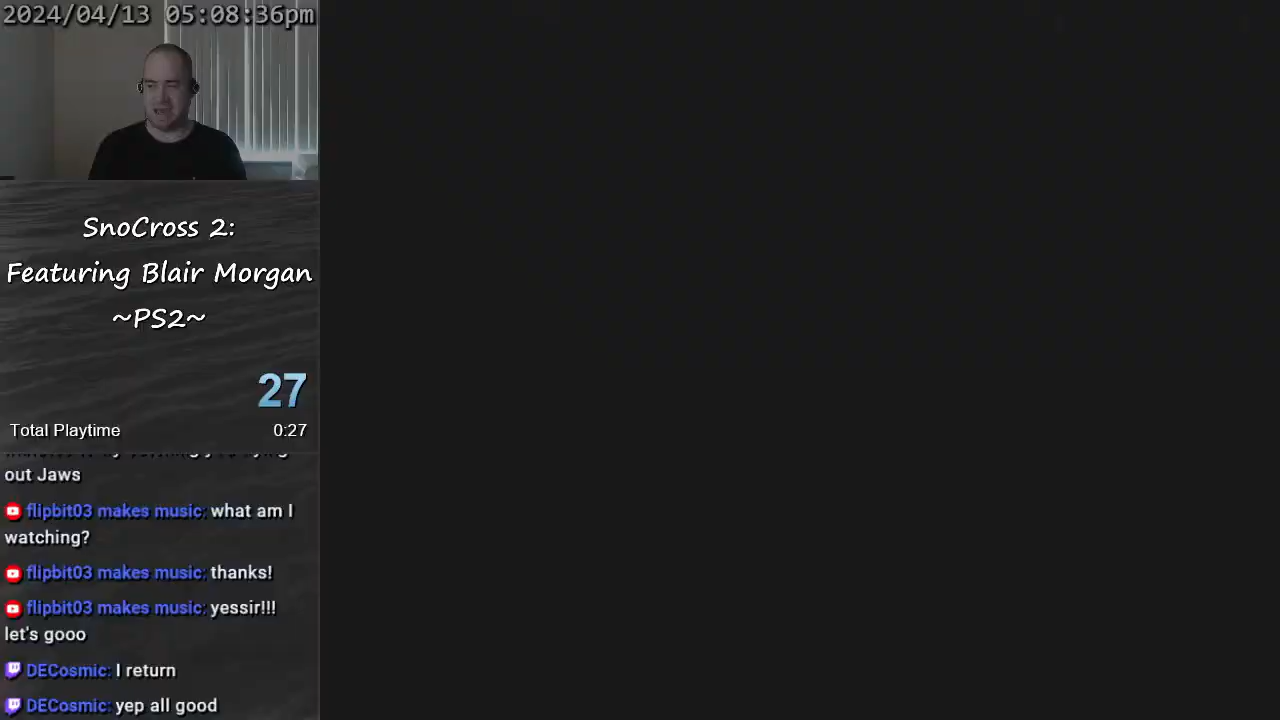 2024/04/13 05:08:36pm
SnoCross 2:
Featuring Blair Morgan
~PS2~
27
Total Playtime 0:27
out Jaws
flipbit03 makes music: what am I
watching?
flipbit03 makes music: thanks!
flipbit03 makes music: yessir!!!
let's gooo
DECosmic: I return
DECosmic: yep all good